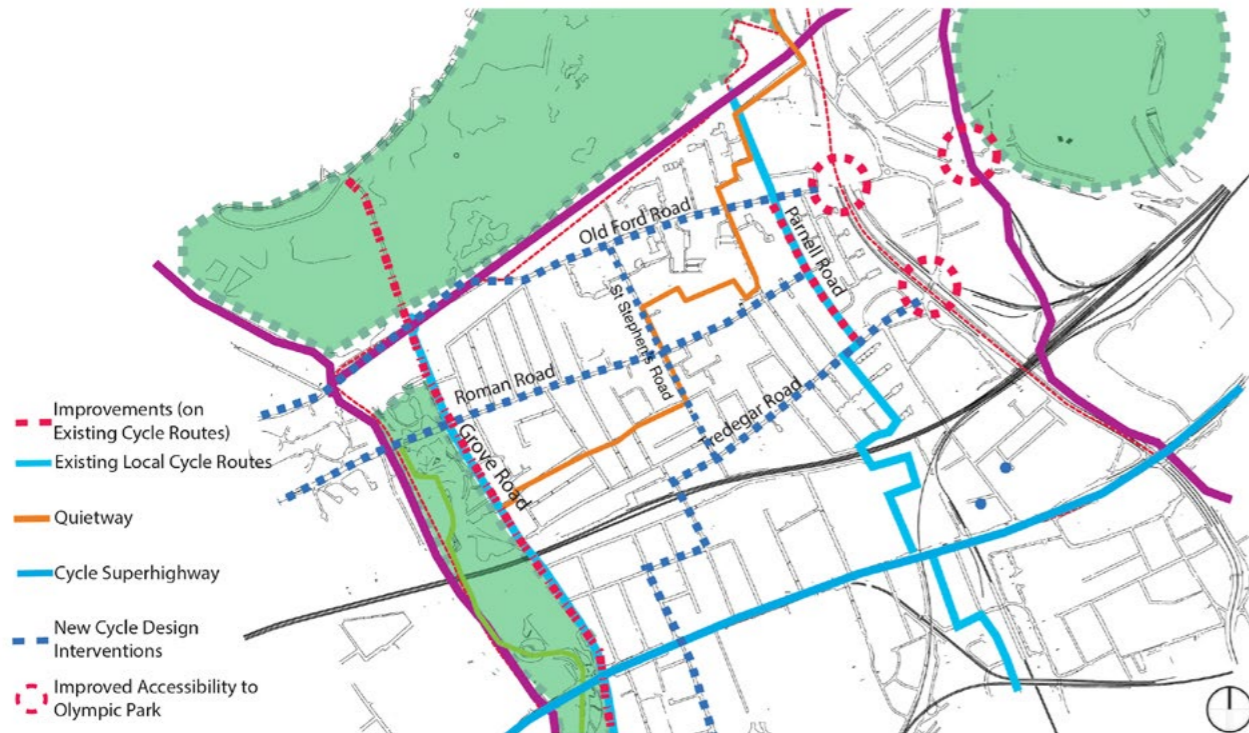 Old Ford Road
Parnell Road
St Stephen's Road
Roman Road
Tredegar Road
Grove Road
Improvements (on
Existing Cycle Routes)
Existing Local Cycle Routes
Quietway
Cycle Superhighway
New Cycle Design
Interventions
Improved Accessibility to
Olympic Park